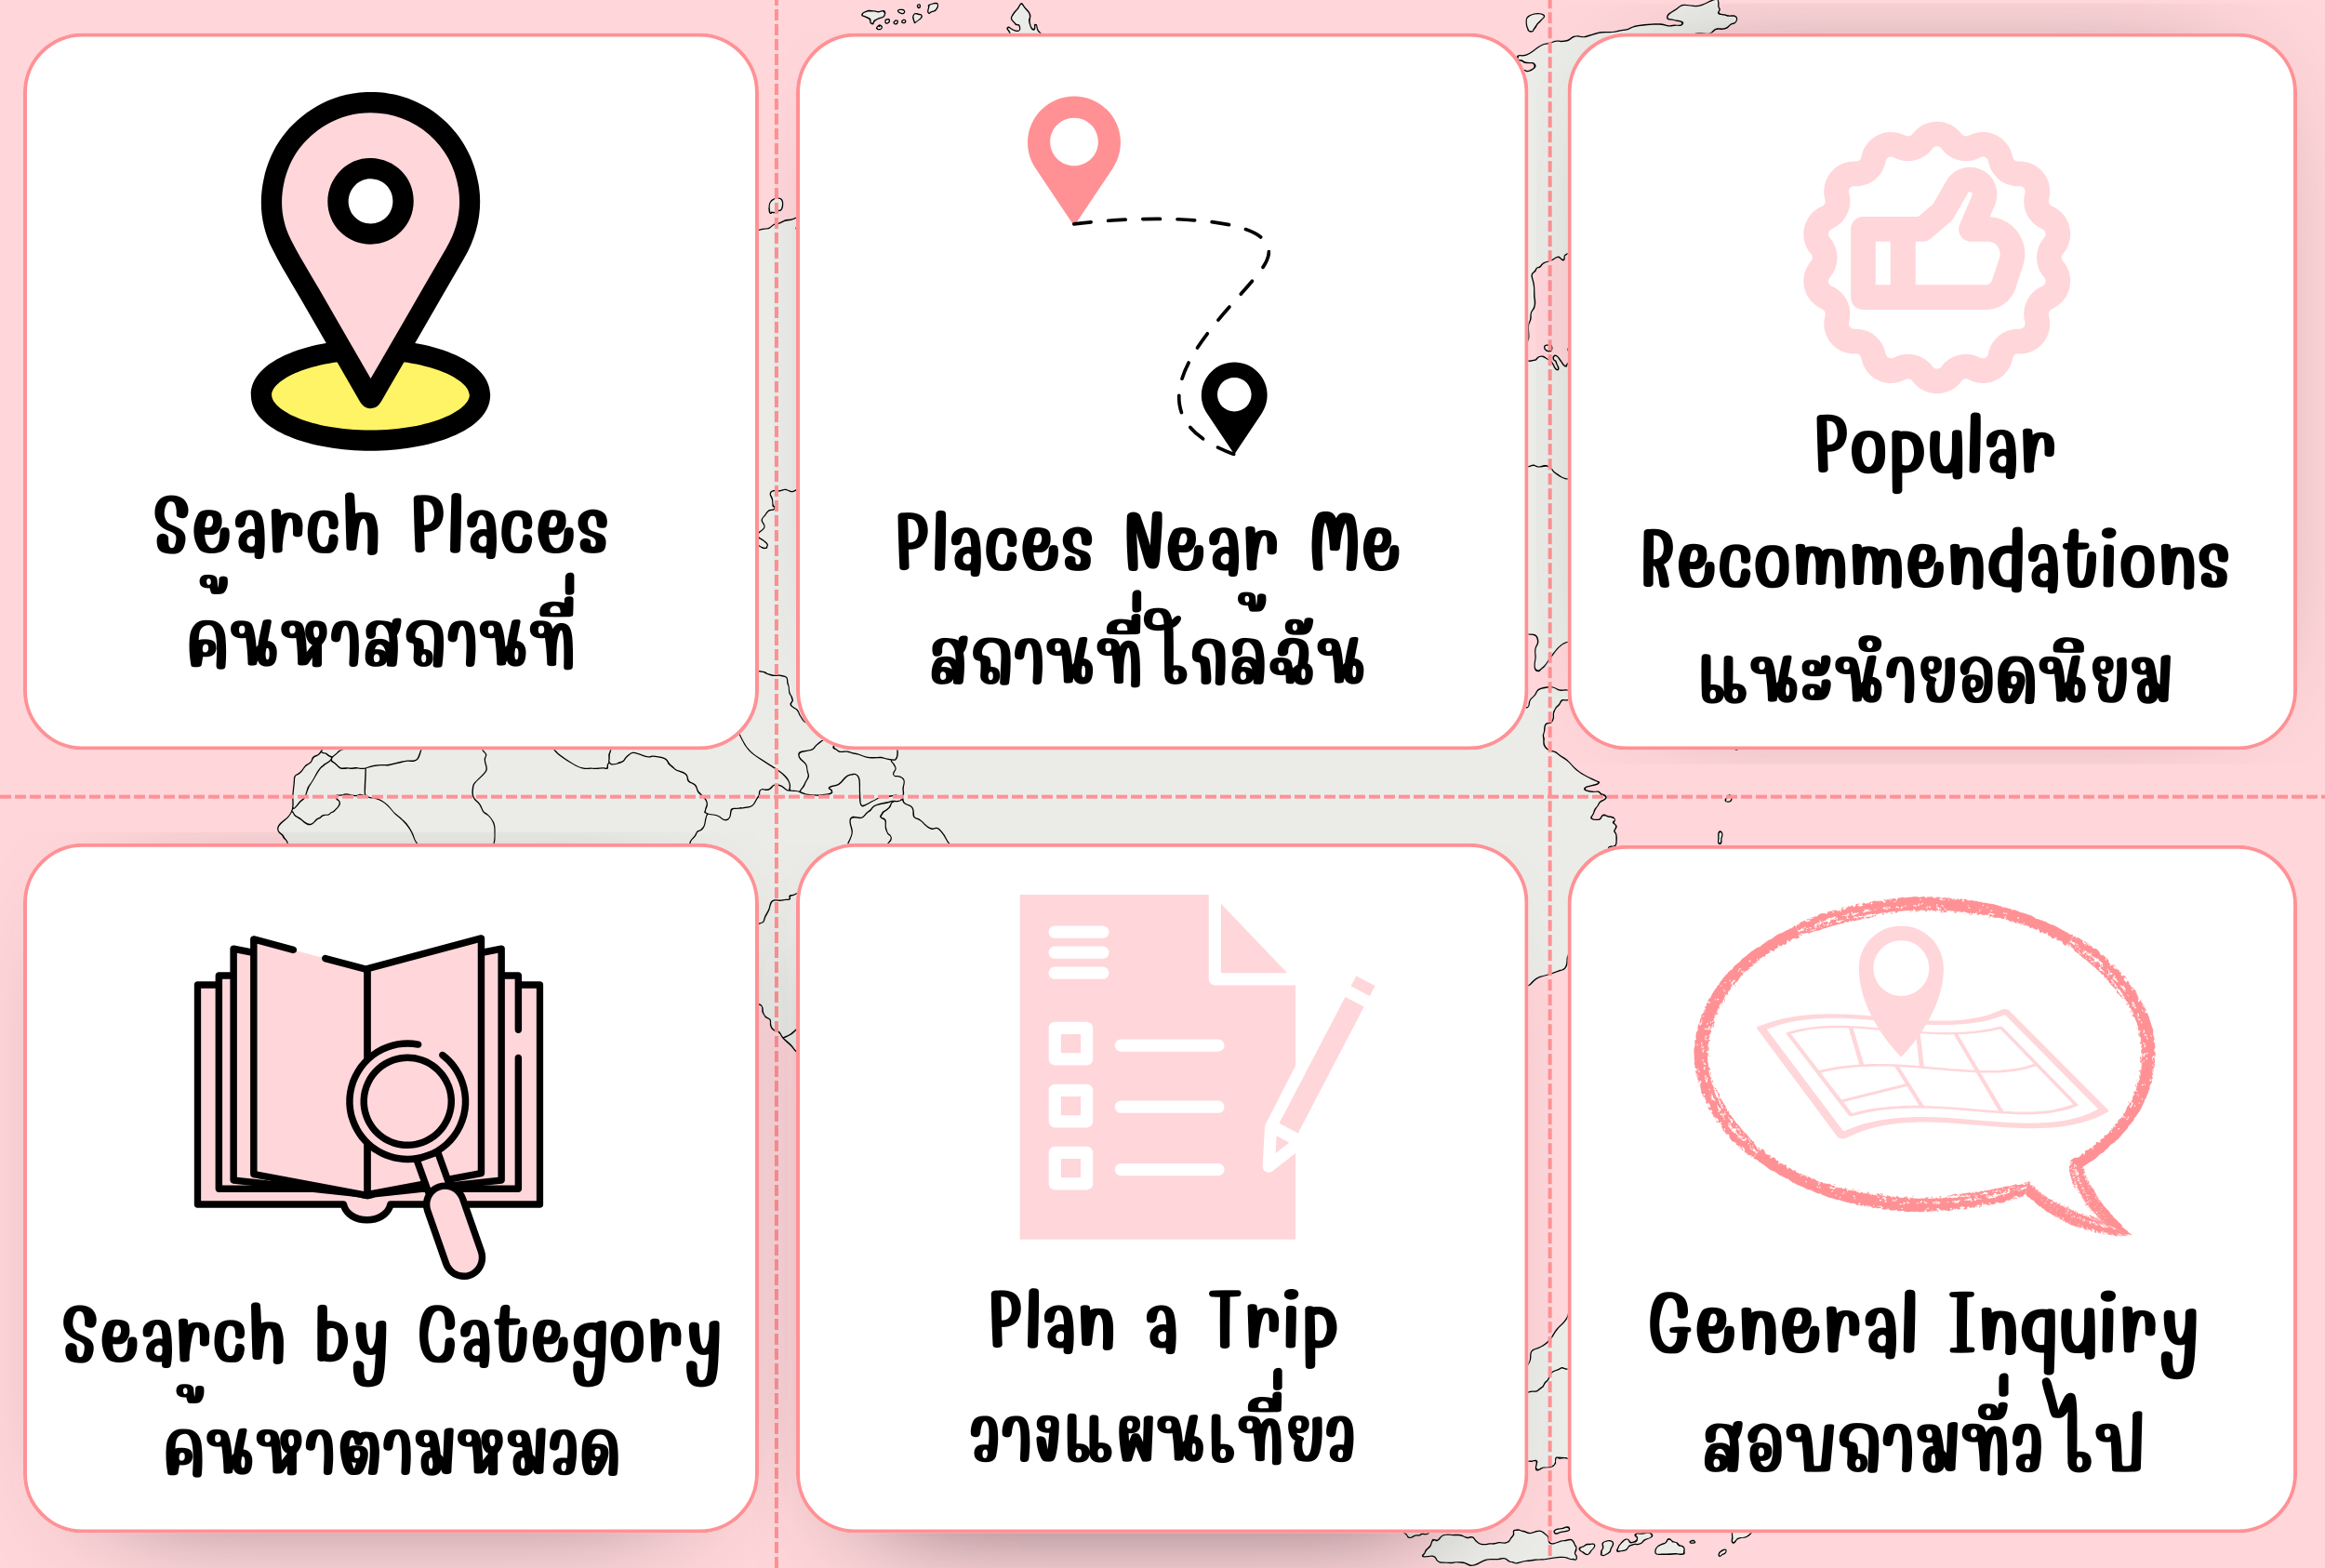 Search Places
ค้นหาสถานที่
Places Near Me
สถานที่ใกล้ฉัน
Popular
Recommendations
แนะนำยอดนิยม
Search by Category
ค้นหาตามหมวด
Plan a Trip
วางแผนเที่ยว
General Inquiry
สอบถามทั่วไป